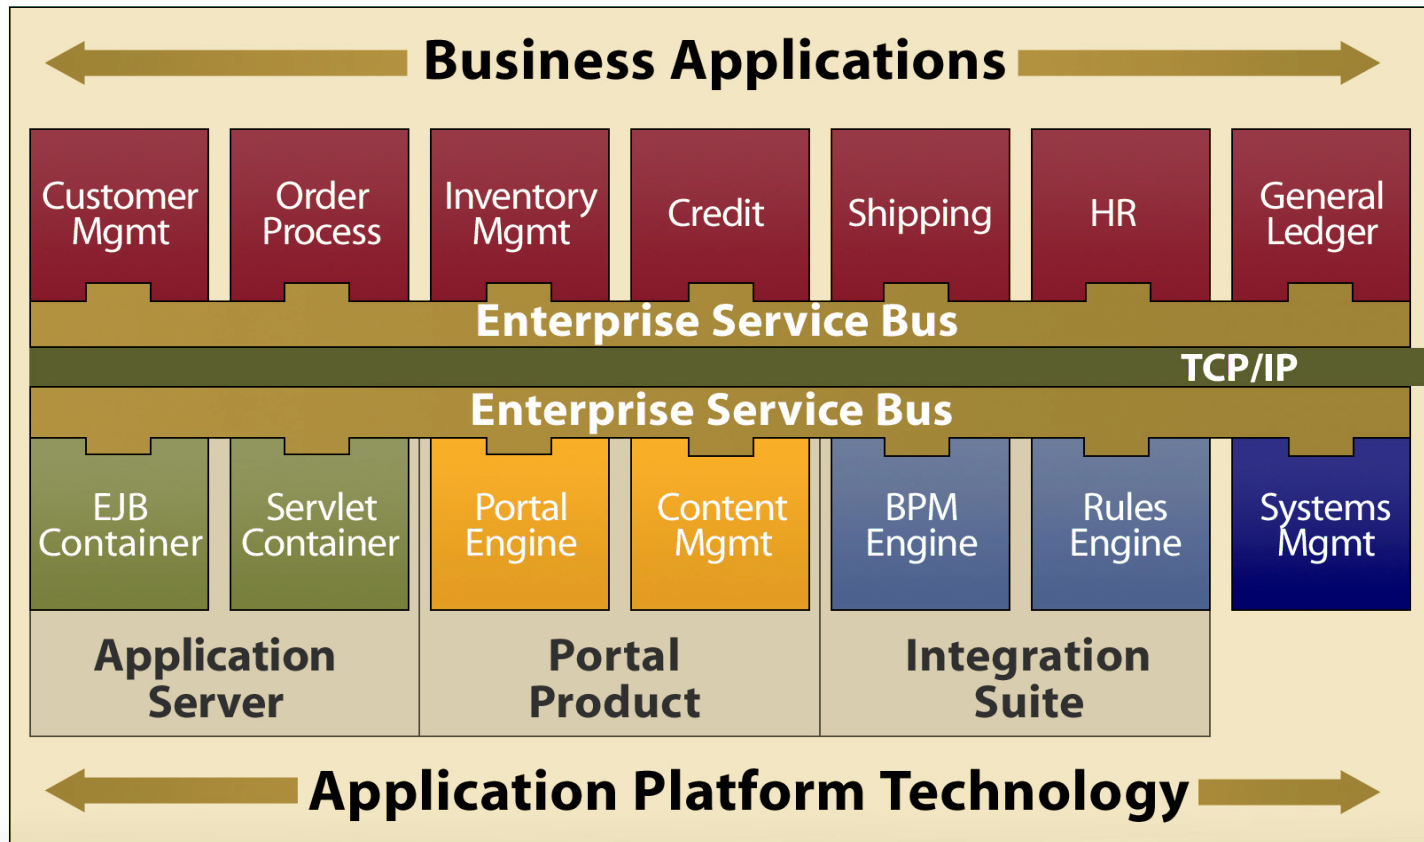 Business Applications
Customer
Mgmt
Order
Process
Inventory
Mgmt
Credit
Shipping
HR
General
Ledger
Enterprise Service Bus
TCP/IP
Enterprise Service Bus
EJB
Container
Servlet
Container
Portal
Engine
Content
Mgmt
BPM
Engine
Rules
Engine
Systems
Mgmt
Application
Server
Portal
Product
Integration
Suite
Application Platform Technology